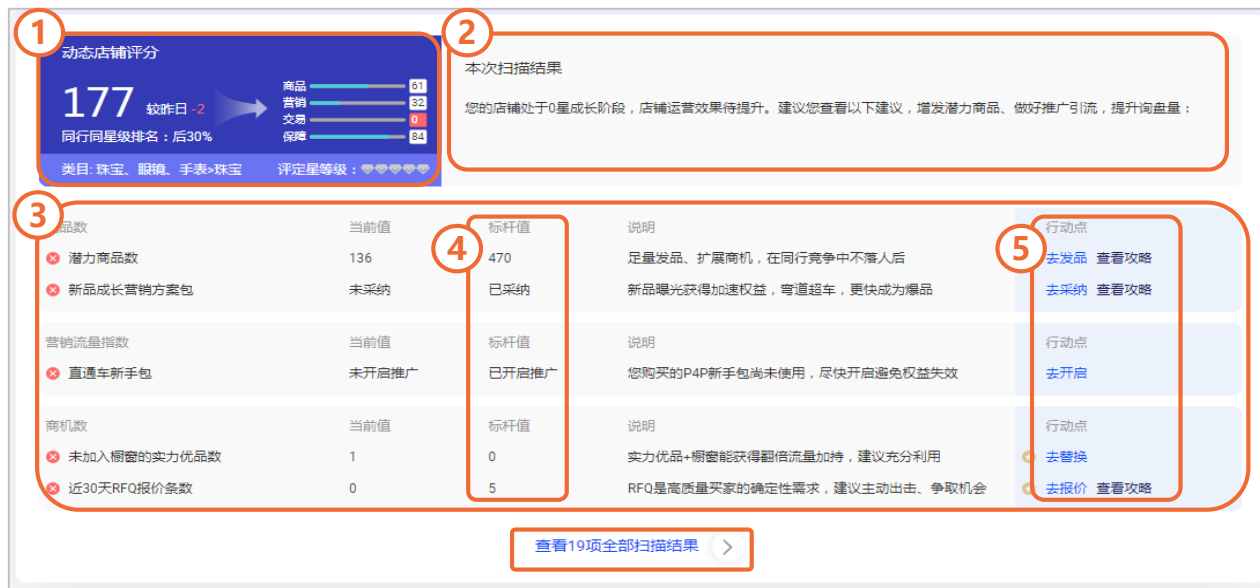 1
2
动态店铺评分
177 较昨日 -2
商品 61
营销 32
交易 0
保障 84
同行同星级排名：后30%
类目: 珠宝、眼镜、手表>珠宝 评定星等级：
本次扫描结果
您的店铺处于0星成长阶段，店铺运营效果待提升。建议您查看以下建议，增发潜力商品、做好推广引流，提升询盘量：
3
4
5
品数 当前值 标杆值 说明 行动点
潜力商品数 136 470 足量发品、扩展商机，在同行竞争中不落人后 去发品 查看攻略
新品成长营销方案包 未采纳 已采纳 新品曝光获得加速权益，弯道超车，更快成为爆品 去采纳 查看攻略
营销流量指数 当前值 标杆值 说明 行动点
直通车新手包 未开启推广 已开启推广 您购买的P4P新手包尚未使用，尽快开启避免权益失效 去开启
商机数 当前值 标杆值 说明 行动点
未加入橱窗的实力优品数 1 0 实力优品+橱窗能获得翻倍流量加持，建议充分利用 去替换
近30天RFQ报价条数 0 5 RFQ是高质量买家的确定性需求，建议主动出击、争取机会 去报价 查看攻略
查看19项全部扫描结果